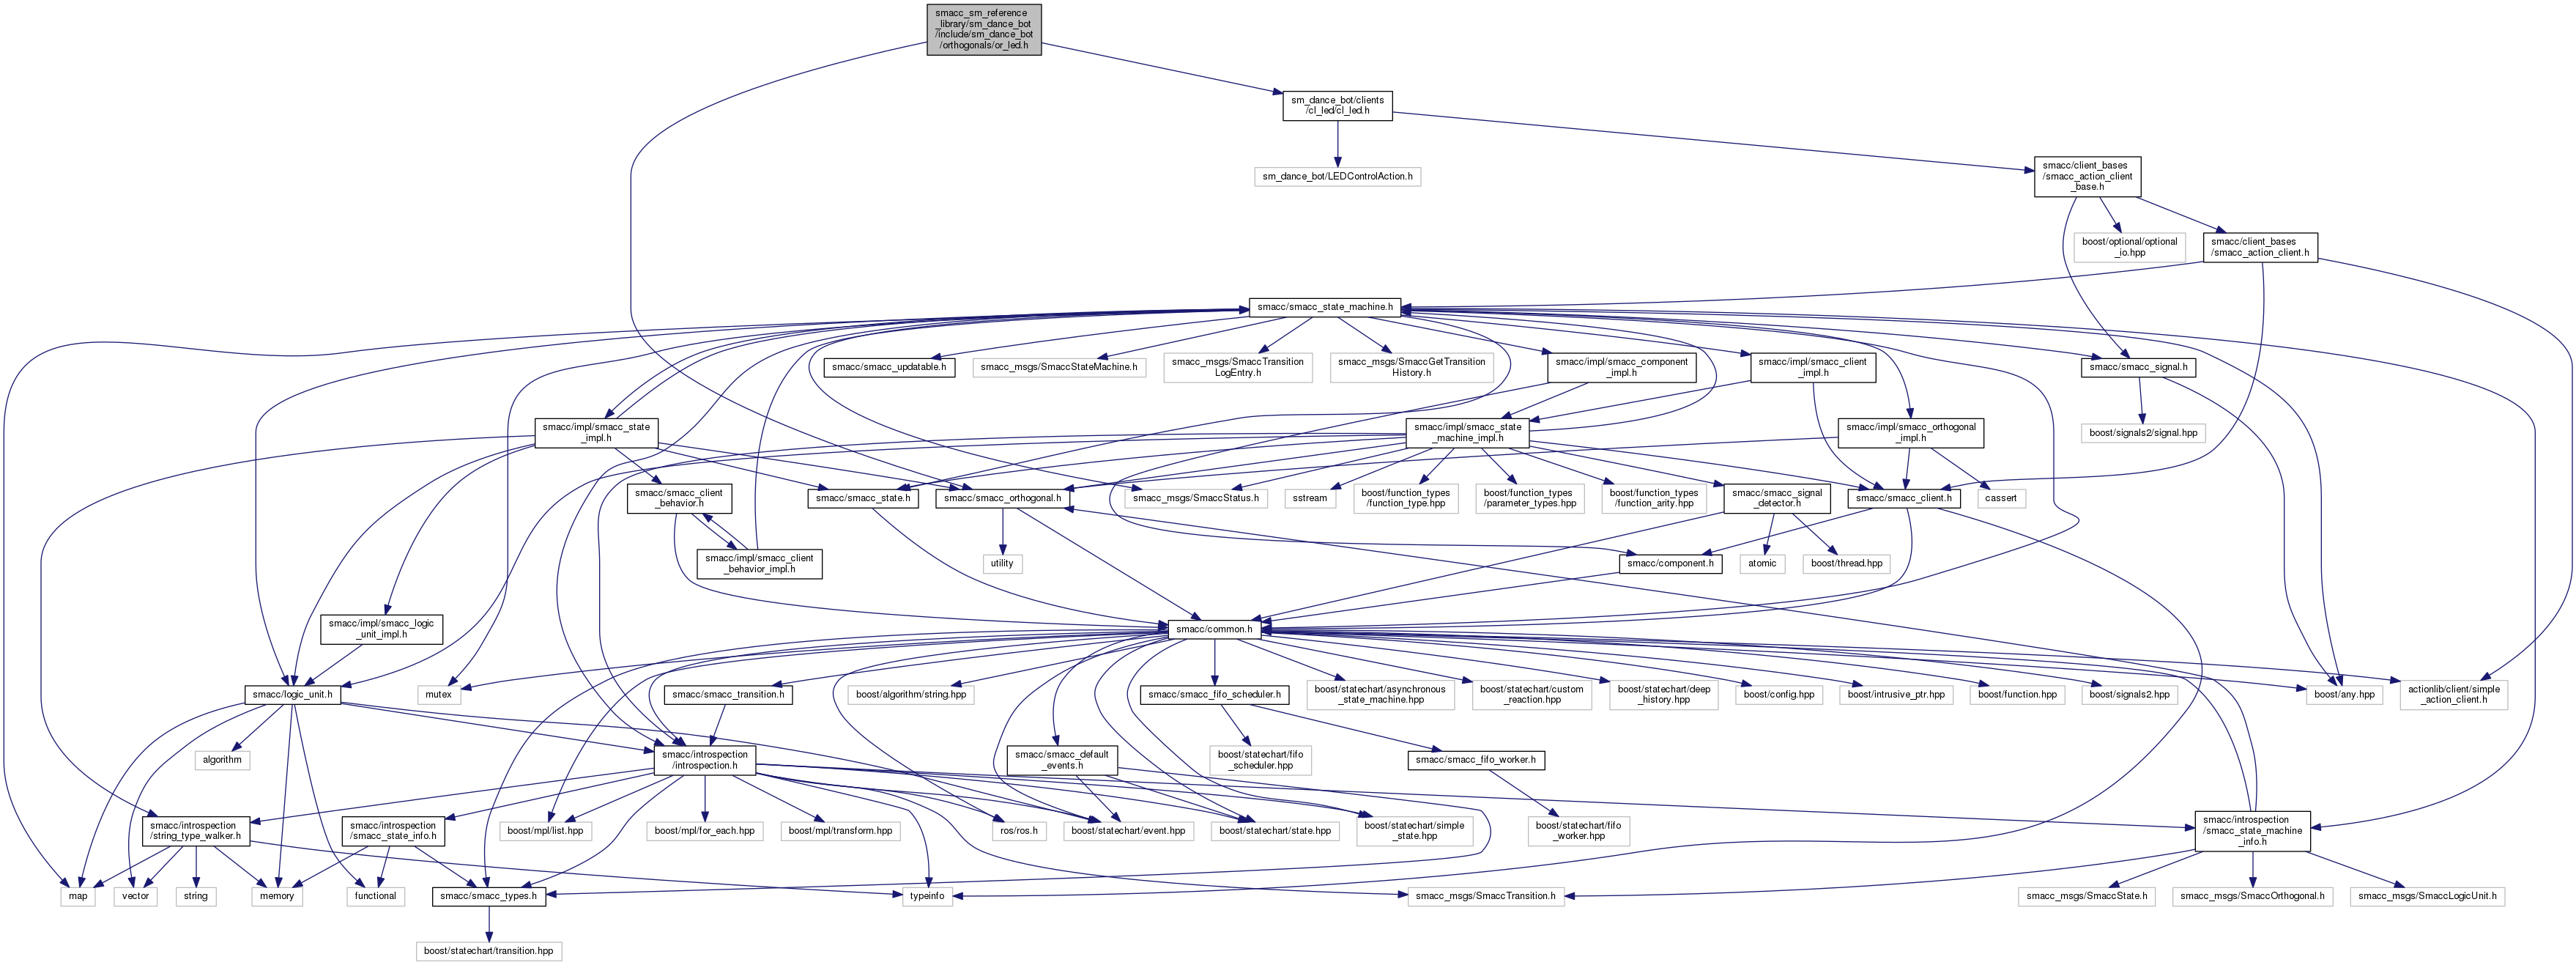 smacc_sm_reference
_library/sm_dance_bot
/include/sm_dance_bot
/orthogonals/or_led.h
sm_dance_bot/clients
/cl_led/cl_led.h
sm_dance_bot/LEDControlAction.h
smacc/client_bases
/smacc_action_client
_base.h
boost/optional/optional
_io.hpp
smacc/client_bases
/smacc_action_client.h
smacc/smacc_state_machine.h
smacc/smacc_updatable.h
smacc_msgs/SmaccStateMachine.h
smacc_msgs/SmaccTransition
LogEntry.h
smacc_msgs/SmaccGetTransition
History.h
smacc/impl/smacc_component
_impl.h
smacc/impl/smacc_client
_impl.h
smacc/smacc_signal.h
smacc/impl/smacc_state
_impl.h
smacc/impl/smacc_state
_machine_impl.h
smacc/impl/smacc_orthogonal
_impl.h
boost/signals2/signal.hpp
smacc/smacc_client
_behavior.h
smacc/smacc_state.h
smacc/smacc_orthogonal.h
smacc_msgs/SmaccStatus.h
sstream
boost/function_types
/function_type.hpp
boost/function_types
/parameter_types.hpp
boost/function_types
/function_arity.hpp
smacc/smacc_signal
_detector.h
smacc/smacc_client.h
cassert
smacc/impl/smacc_client
_behavior_impl.h
utility
smacc/component.h
atomic
boost/thread.hpp
smacc/impl/smacc_logic
_unit_impl.h
smacc/common.h
smacc/logic_unit.h
mutex
smacc/smacc_transition.h
boost/algorithm/string.hpp
smacc/smacc_fifo_scheduler.h
boost/statechart/asynchronous
_state_machine.hpp
boost/statechart/custom
_reaction.hpp
boost/statechart/deep
_history.hpp
boost/config.hpp
boost/intrusive_ptr.hpp
boost/function.hpp
boost/signals2.hpp
boost/any.hpp
actionlib/client/simple
_action_client.h
algorithm
smacc/introspection
/introspection.h
smacc/smacc_default
_events.h
boost/statechart/fifo
_scheduler.hpp
smacc/smacc_fifo_worker.h
smacc/introspection
/string_type_walker.h
smacc/introspection
/smacc_state_info.h
boost/mpl/list.hpp
boost/mpl/for_each.hpp
boost/mpl/transform.hpp
ros/ros.h
boost/statechart/event.hpp
boost/statechart/state.hpp
boost/statechart/simple
_state.hpp
boost/statechart/fifo
_worker.hpp
smacc/introspection
/smacc_state_machine
_info.h
map
vector
string
memory
functional
smacc/smacc_types.h
typeinfo
smacc_msgs/SmaccTransition.h
smacc_msgs/SmaccState.h
smacc_msgs/SmaccOrthogonal.h
smacc_msgs/SmaccLogicUnit.h
boost/statechart/transition.hpp